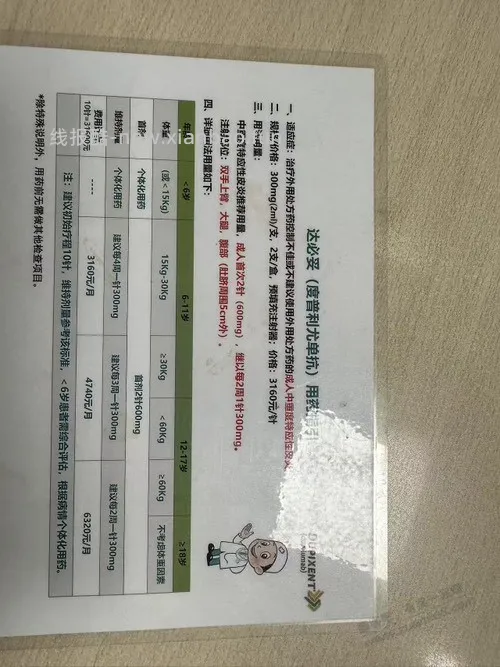 DUPIXENT
达必妥（度普利尤单抗）用药指引
一、适应症：治疗外用处方药控制不佳或不建议使用外用处方药的成人中重度特应性皮炎
二、规格/价格：300mg(2ml)/支，2支/盒，预填充注射器；价格：3160元/针
三、用量：
中重度特应性皮炎推荐用量，成人首次2针（600mg），继以每2周1针300mg。
注射部位：双手上臂，大腿，腹部（肚脐周围5cm外）。
四、详细用法用量如下：
年龄 <6岁 6-11岁 12-17岁 ≥18岁
体重 (或<15Kg) 15Kg-30Kg ≥30Kg <60Kg ≥60Kg 不考虑体重因素
首剂 个体化用药 首剂2针600mg
维持剂量 个体化用药 建议每4周一针300mg 建议每3周一针300mg 建议每2周一针300mg
费用 10针=31600元 ---- 3160元/月 4740元/月 6320元/月
注：建议初始疗程10针，维持剂量参考该标准，<6岁患者需综合评估，根据病情个体化用药。
*除特殊说明外，用药前无需做其他检查项目。
线报